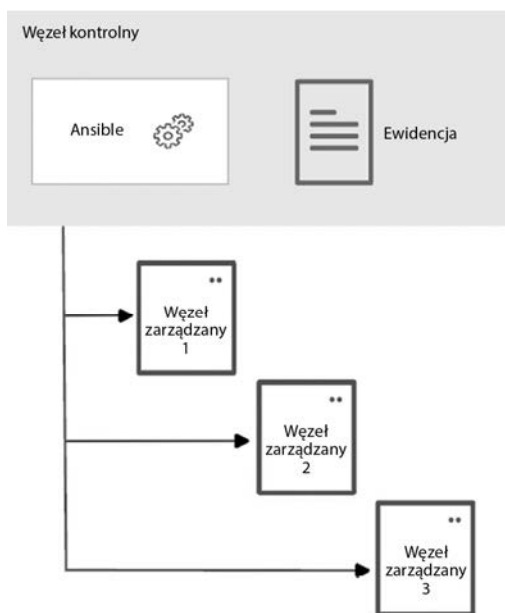 Węzeł kontrolny
Ansible
Ewidencja
Węzeł
zarządzany
1
Węzeł
zarządzany
2
Węzeł
zarządzany
3